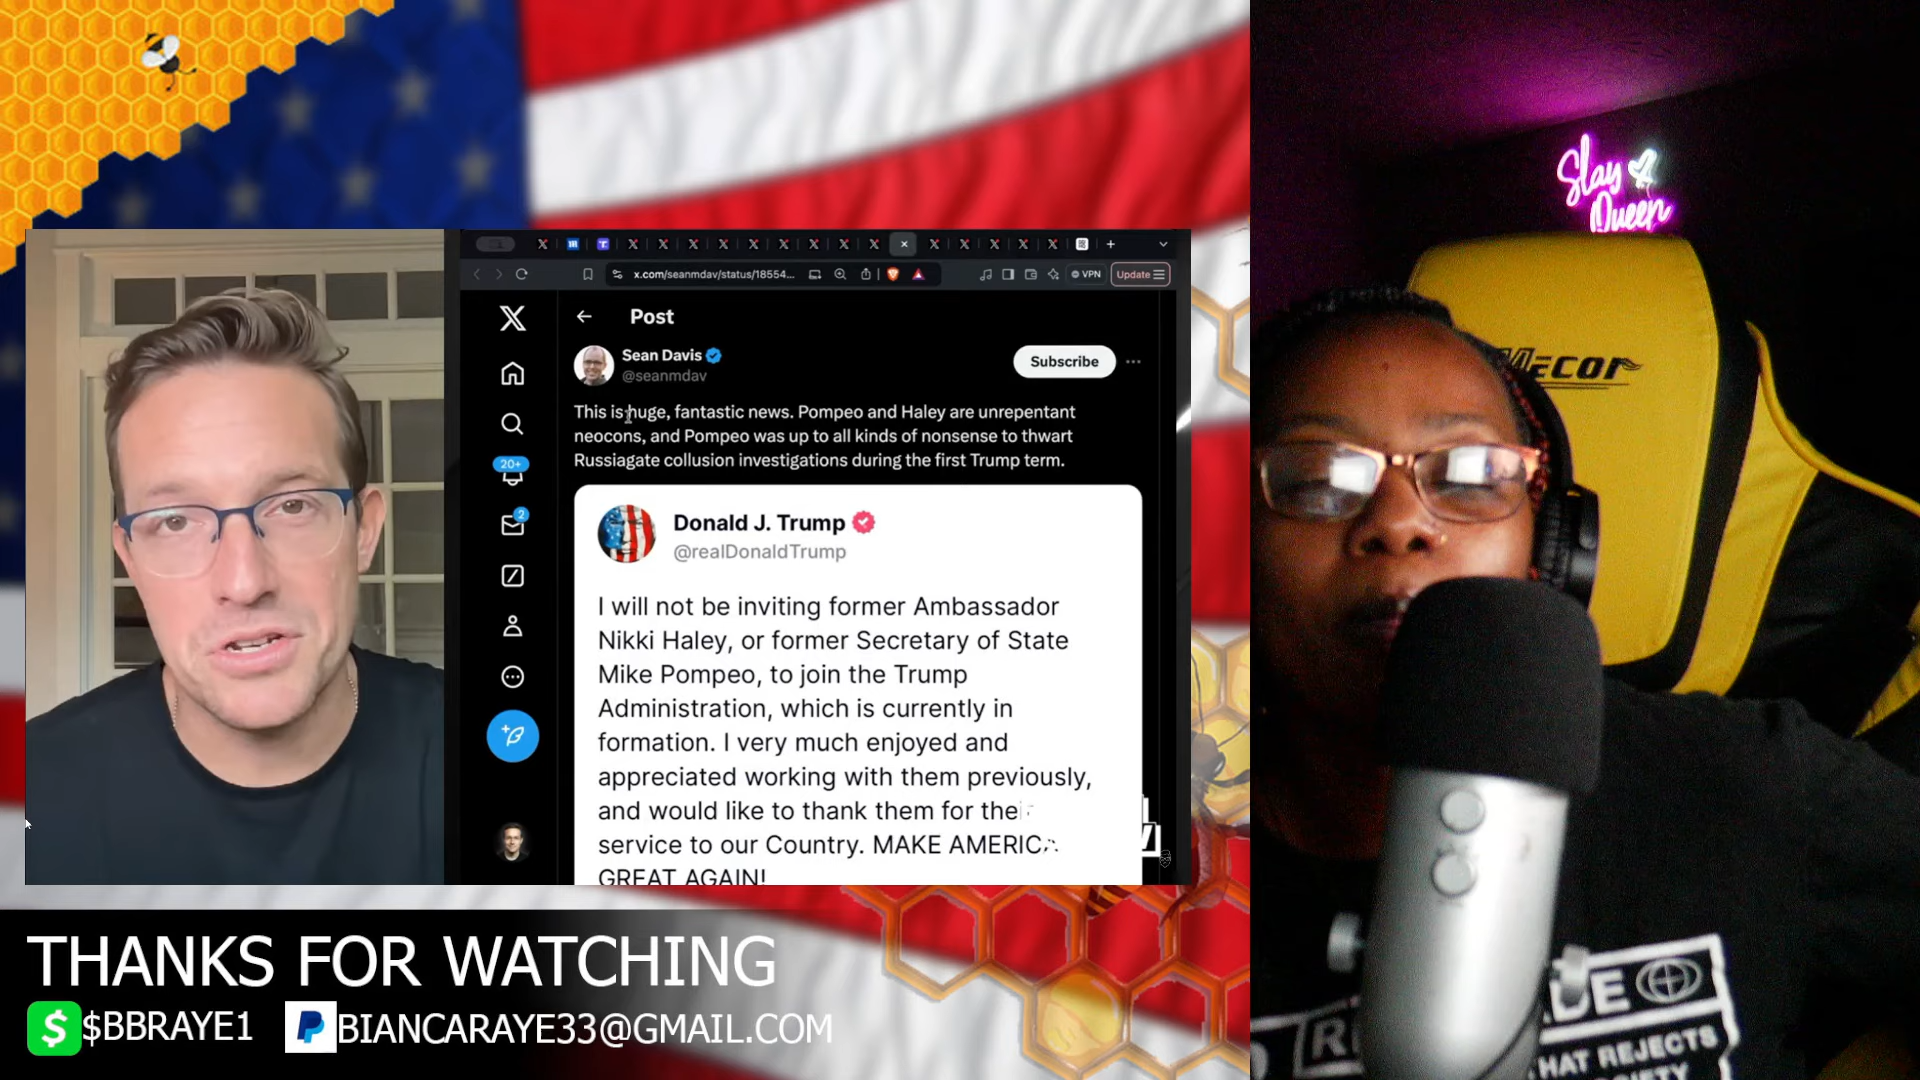 Slay
Queen
x.com/seanmdav/status/18554...
VPN
Update
Post
Sean Davis
@seanmdav
Subscribe
This is huge, fantastic news. Pompeo and Haley are unrepentant
neocons, and Pompeo was up to all kinds of nonsense to thwart
Russiagate collusion investigations during the first Trump term.
20+
2
Donald J. Trump
@realDonaldTrump
I will not be inviting former Ambassador
Nikki Haley, or former Secretary of State
Mike Pompeo, to join the Trump
Administration, which is currently in
formation. I very much enjoyed and
appreciated working with them previously,
and would like to thank them for their
service to our Country. MAKE AMERICA
GREAT AGAIN!
THANKS FOR WATCHING
$BBRAYE1
BIANCARAYE33@GMAIL.COM
HAT REJECTS